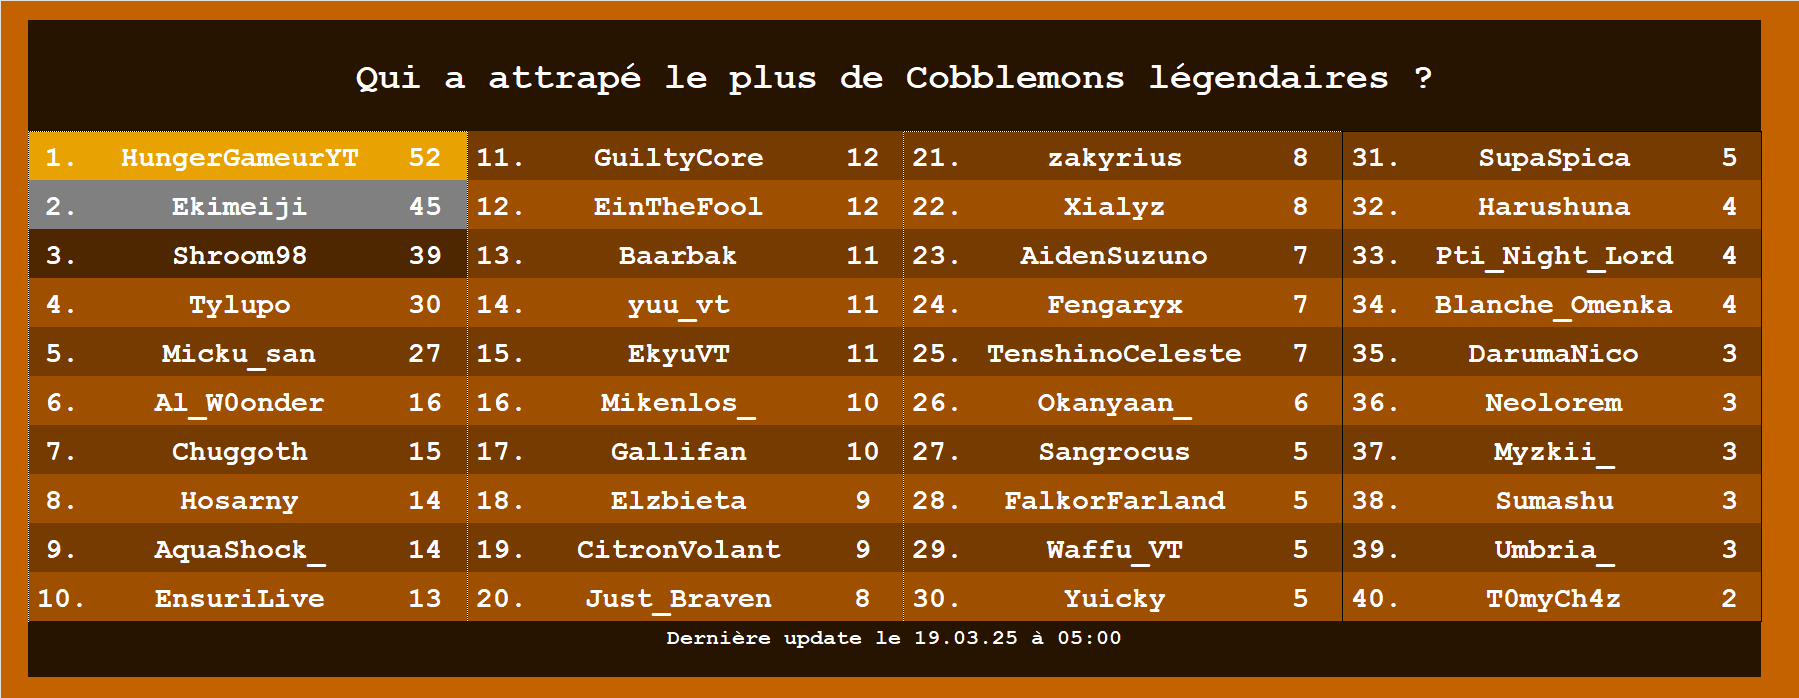 Qui a attrapé le plus de Cobblemons légendaires ?
1. HungerGameurYT 52
2. Ekimeiji 45
3. Shroom98 39
4. Tylupo 30
5. Micku_san 27
6. Al_W0onder 16
7. Chuggoth 15
8. Hosarny 14
9. AquaShock_ 14
10. EnsuriLive 13
11. GuiltyCore 12
12. EinTheFool 12
13. Baarbak 11
14. yuu_vt 11
15. EkyuVT 11
16. Mikenlos_ 10
17. Gallifan 10
18. Elzbieta 9
19. CitronVolant 9
20. Just_Braven 8
21. zakyrius 8
22. Xialyz 8
23. AidenSuzuno 7
24. Fengaryx 7
25. TenshinoCeleste 7
26. Okanyaan_ 6
27. Sangrocus 5
28. FalkorFarland 5
29. Waffu_VT 5
30. Yuicky 5
31. SupaSpica 5
32. Harushuna 4
33. Pti_Night_Lord 4
34. Blanche_Omenka 4
35. DarumaNico 3
36. Neolorem 3
37. Myzkii_ 3
38. Sumashu 3
39. Umbria_ 3
40. T0myCh4z 2
Dernière update le 19.03.25 à 05:00